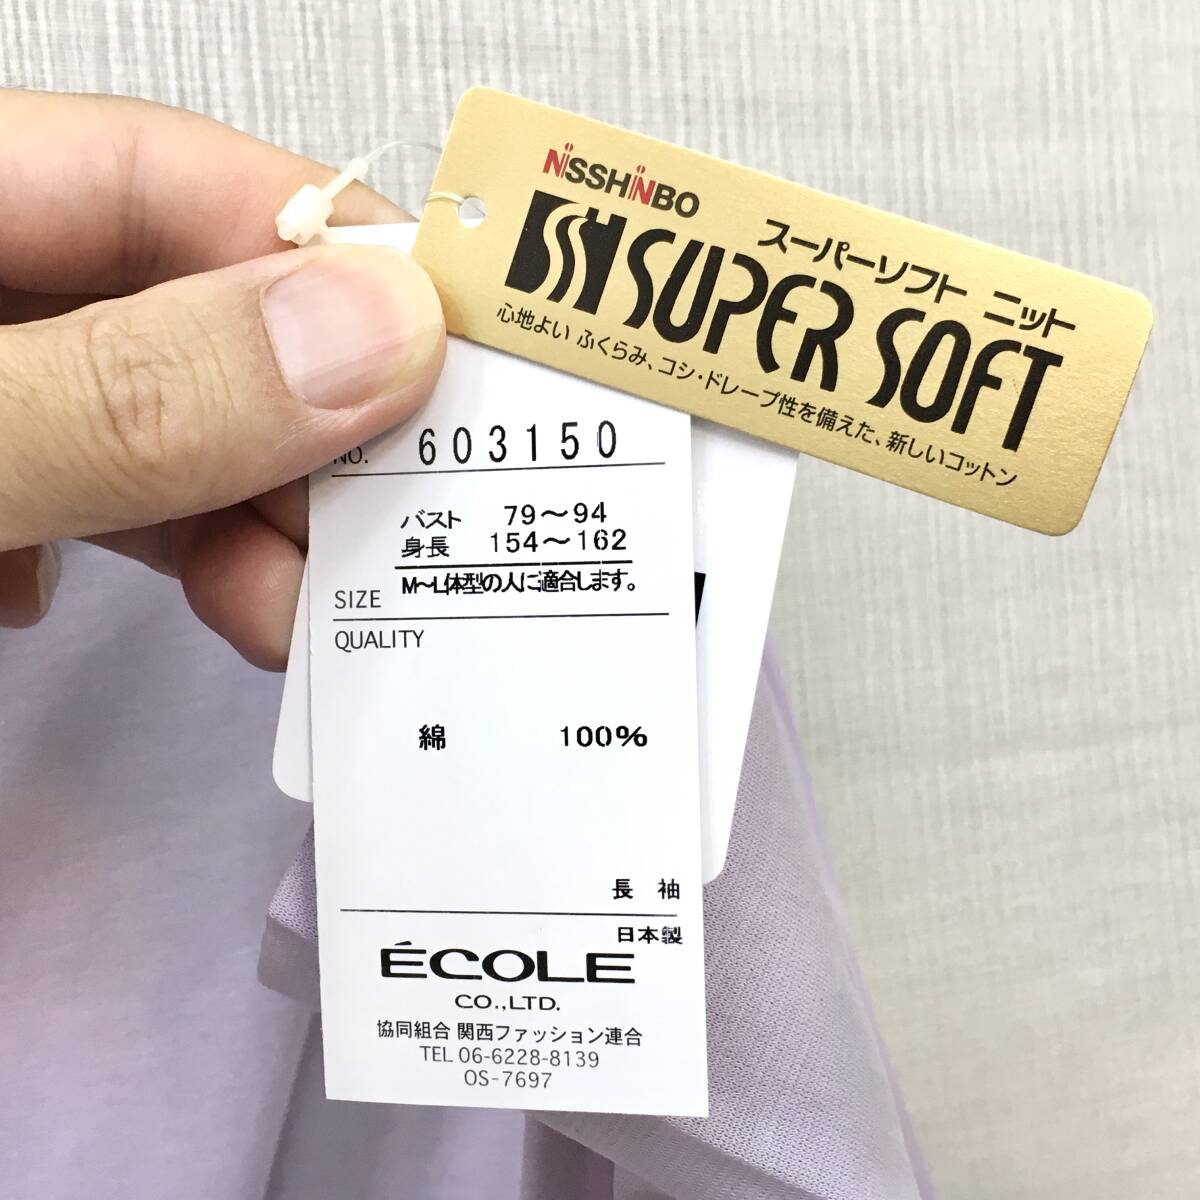 NISSHINBO
スーパーソフト ニット
SUPER SOFT
心地よい ふくらみ、コシ・ドレープ性を備えた、新しいコットン
NO. 603150
バスト 79～94
身長 154～162
M～L体型の人に適合します。
SIZE
QUALITY
綿 100%
長 袖
日本製
ÉCOLE
CO.,LTD.
協同組合 関西ファッション連合
TEL 06-6228-8139
OS-7697